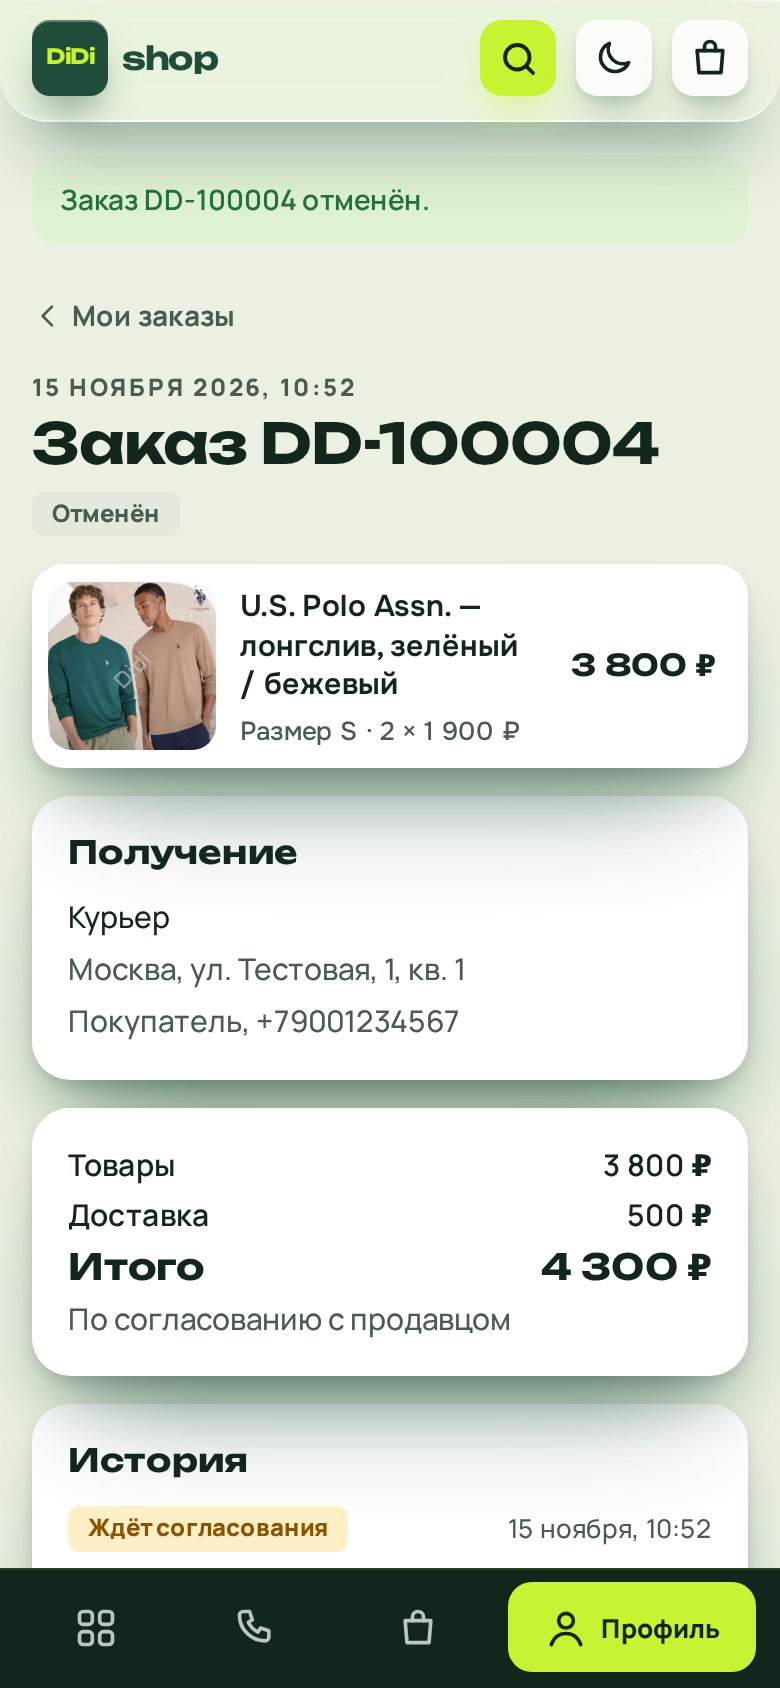 DiDi shop
Заказ DD-100004 отменён.
Мои заказы
15 НОЯБРЯ 2026, 10:52
Заказ DD-100004
Отменён
U.S. Polo Assn. —
лонгслив, зелёный
/ бежевый
3 800 ₽
Размер S · 2 × 1 900 ₽
DiDi
Получение
Курьер
Москва, ул. Тестовая, 1, кв. 1
Покупатель, +79001234567
Товары 3 800 ₽
Доставка 500 ₽
Итого 4 300 ₽
По согласованию с продавцом
История
Ждёт согласования 15 ноября, 10:52
Профиль